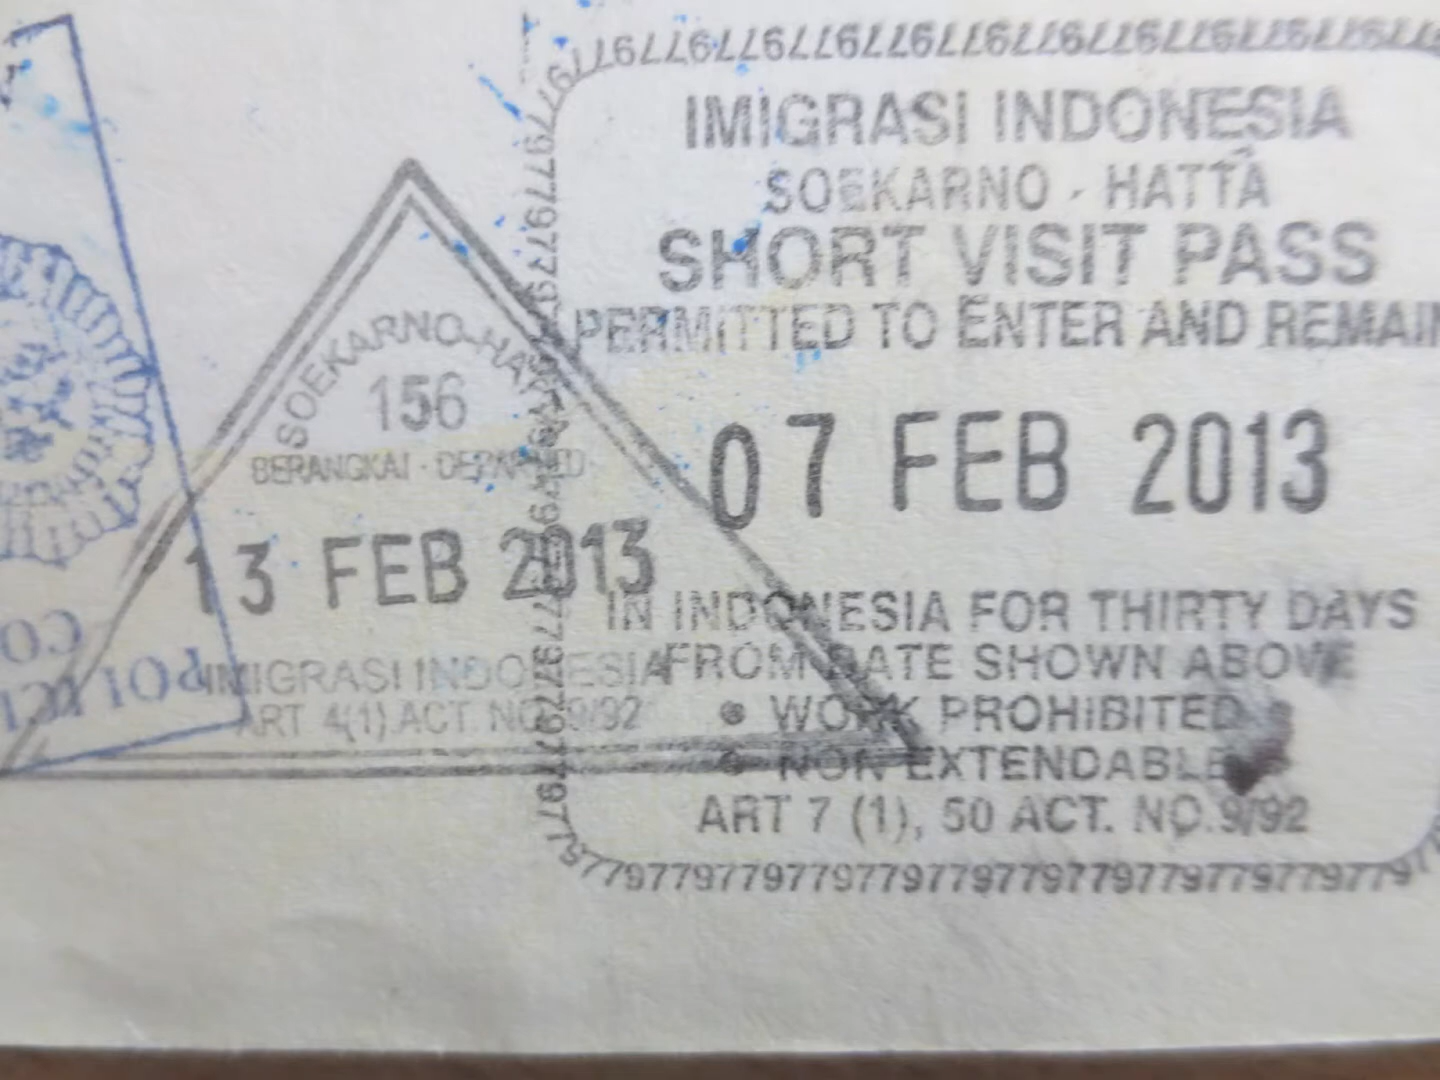 IMIGRASI INDONESIA
SOEKARNO - HATTA
SHORT VISIT PASS
PERMITTED TO ENTER AND REMAIN
07 FEB 2013
IN INDONESIA FOR THIRTY DAYS
FROM DATE SHOWN ABOVE
• WORK PROHIBITED
• NON EXTENDABLE
ART 7 (1), 50 ACT. NO.9/92
SOEKARNO-HATTA
156
BERANGKAT - DEPARTED
13 FEB 2013
IMIGRASI INDONESIA
ART 4(1).ACT. NO. 9/92